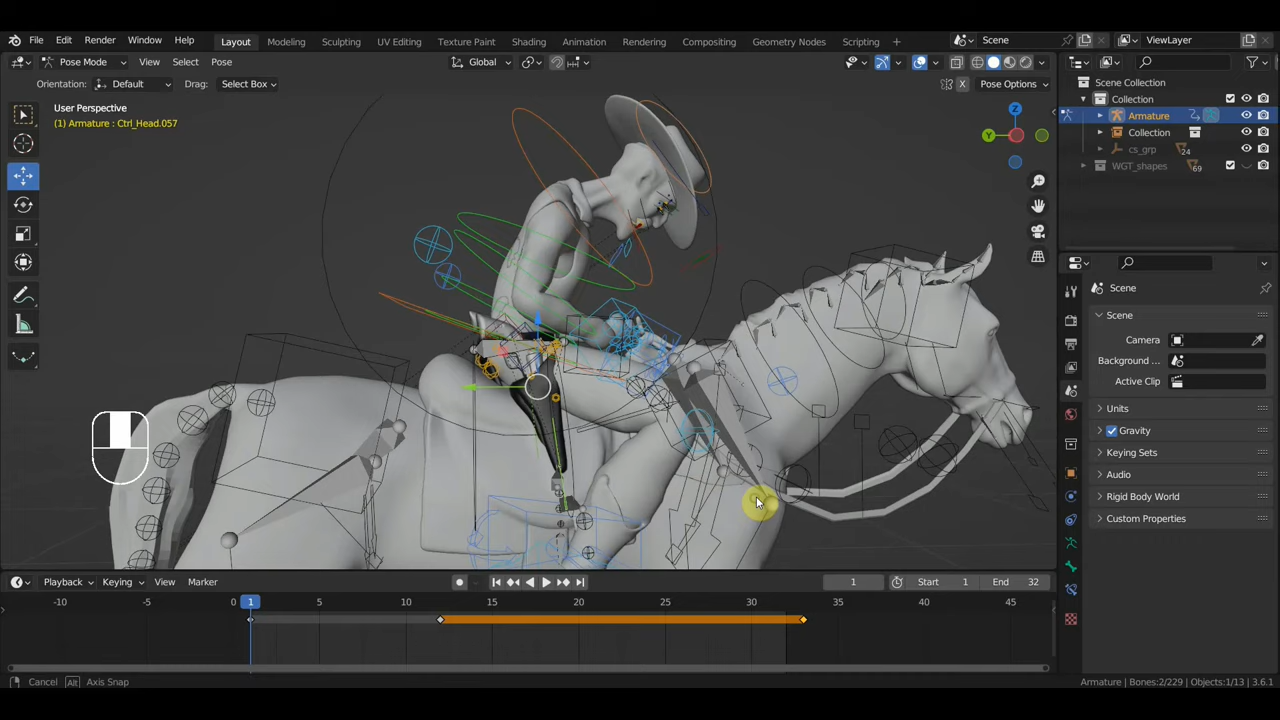 File Edit Render Window Help Layout Modeling Sculpting UV Editing Texture Paint Shading Animation Rendering Compositing Geometry Nodes Scripting + Scene ViewLayer
Pose Mode View Select Pose Global
Orientation: Default Drag: Select Box X Pose Options
User Perspective
(1) Armature : Ctrl_Head.057
Z
Y
Scene Collection
Collection
Armature
Collection
cs_grp 24
WGT_shapes 69
Scene
Scene
Camera
Background ...
Active Clip
Units
Gravity
Keying Sets
Audio
Rigid Body World
Custom Properties
Playback Keying View Marker 1 Start 1 End 32
-10 -5 0 1 5 10 15 20 25 30 35 40 45
Cancel Alt Axis Snap Armature | Bones:2/229 | Objects:1/13 | 3.6.1